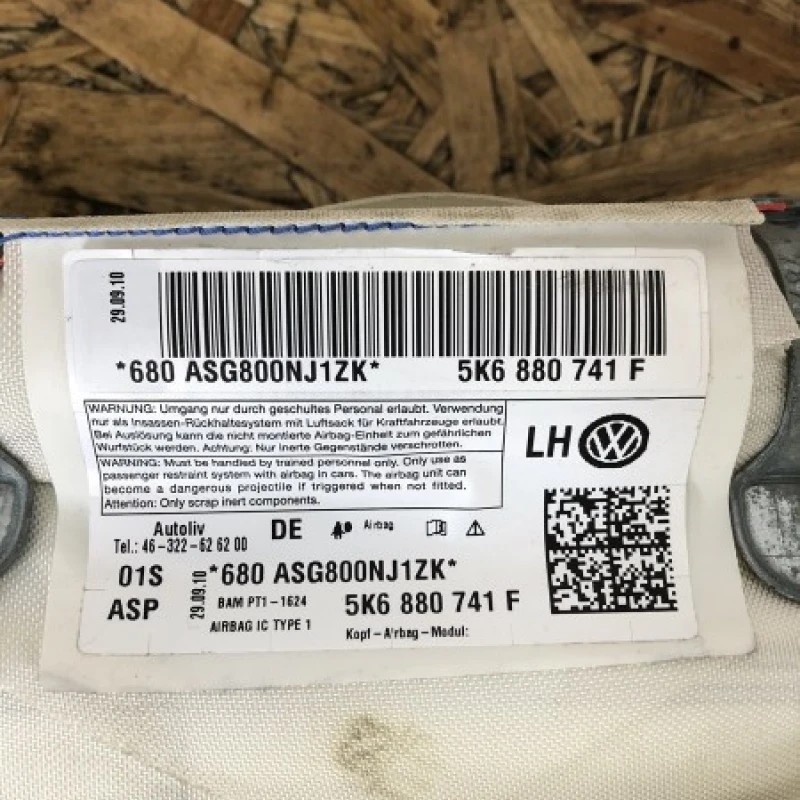 29.09.10
*680 ASG800NJ1ZK* 5K6 880 741 F
WARNUNG: Umgang nur durch geschultes Personal erlaubt. Verwendung
nur als Insassen-Rückhaltesystem mit Luftsack für Kraftfahrzeuge erlaubt.
Bei Auslösung kann die nicht montierte Airbag-Einheit zum gefährlichen
Wurfstück werden. Achtung: Nur inerte Gegenstände verschrotten.
WARNING: Must be handled by trained personnel only. Only use as
passenger restraint system with airbag in cars. The airbag unit can
become a dangerous projectile if triggered when not fitted.
Attention: Only scrap inert components.
LH VW
Autoliv DE Airbag
Tel.: 46-322-62 62 00
01S 29.09.10 *680 ASG800NJ1ZK*
ASP BAM PT1-1624 5K6 880 741 F
AIRBAG IC TYPE 1 Kopf-Airbag-Modul: